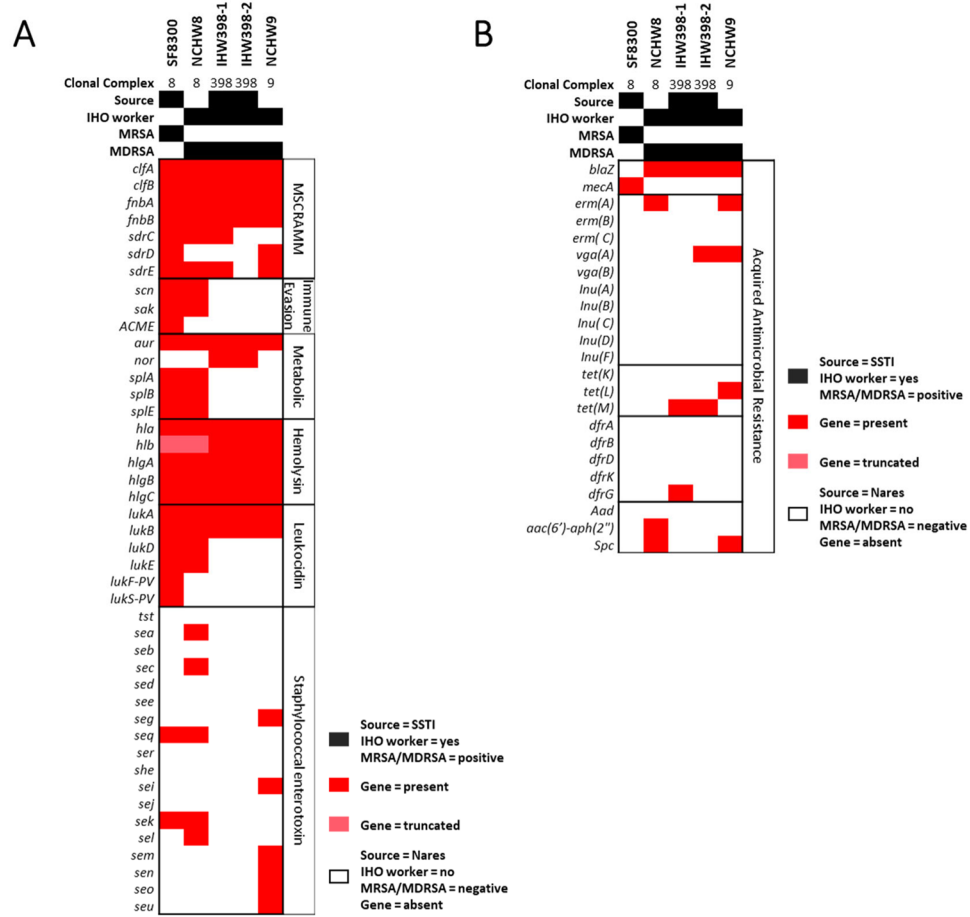 A
SF8300
NCHW8
IHW398-1
IHW398-2
NCHW9
Clonal Complex 8 8 398 398 9
Source
IHO worker
MRSA
MDRSA
clfA
clfB
fnbA
fnbB
sdrC
sdrD
sdrE
MSCRAMM
scn
sak
ACME
Immune
Evasion
aur
nor
splA
splB
splE
Metabolic
hla
hlb
hlgA
hlgB
hlgC
Hemolysin
lukA
lukB
lukD
lukE
lukF-PV
lukS-PV
Leukocidin
tst
sea
seb
sec
sed
see
seg
seq
ser
she
sei
sej
sek
sel
sem
sen
seo
seu
Staphylococcal enterotoxin
Source = SSTI
IHO worker = yes
MRSA/MDRSA = positive
Gene = present
Gene = truncated
Source = Nares
IHO worker = no
MRSA/MDRSA = negative
Gene = absent
B
SF8300
NCHW8
IHW398-1
IHW398-2
NCHW9
Clonal Complex 8 8 398 398 9
Source
IHO worker
MRSA
MDRSA
blaZ
mecA
erm(A)
erm(B)
erm( C)
vga(A)
vga(B)
lnu(A)
lnu(B)
lnu( C)
lnu(D)
lnu(F)
tet(K)
tet(L)
tet(M)
dfrA
dfrB
dfrD
dfrK
dfrG
Aad
aac(6’)-aph(2")
Spc
Acquired Antimicrobial Resistance
Source = SSTI
IHO worker = yes
MRSA/MDRSA = positive
Gene = present
Gene = truncated
Source = Nares
IHO worker = no
MRSA/MDRSA = negative
Gene = absent